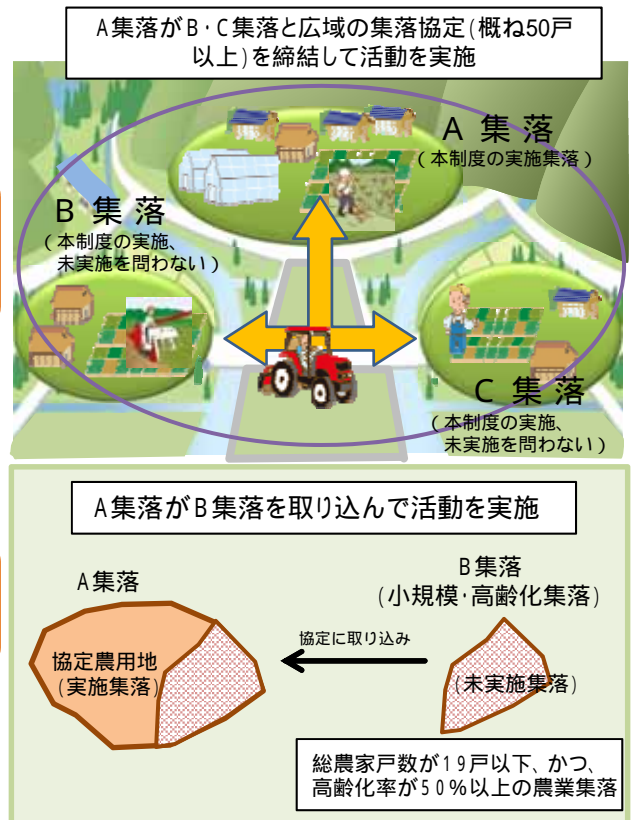 A集落がB・C集落と広域の集落協定(概ね50戸
以上)を締結して活動を実施
A 集 落
(本制度の実施集落)
B 集 落
(本制度の実施、
未実施を問わない)
C 集 落
(本制度の実施、
未実施を問わない)
A集落がB集落を取り込んで活動を実施
A集落
B集落
(小規模・高齢化集落)
協定に取り込み
協定農用地
(実施集落)
(未実施集落)
総農家戸数が19戸以下、かつ、
高齢化率が50%以上の農業集落